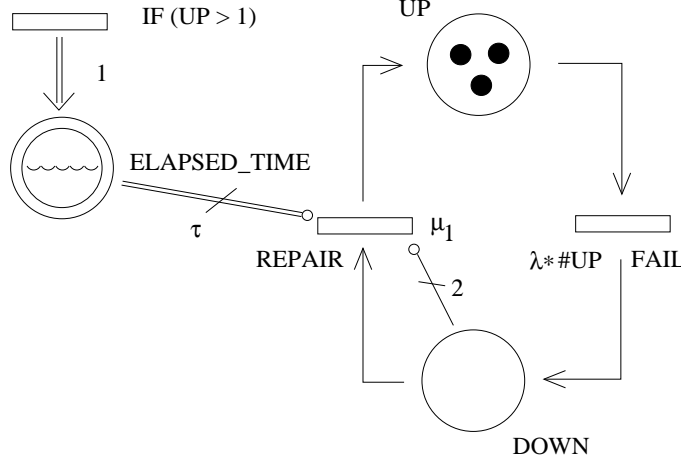 IF (UP > 1)
UP
1
ELAPSED_TIME
τ
μ1
REPAIR
λ* #UP
FAIL
2
DOWN